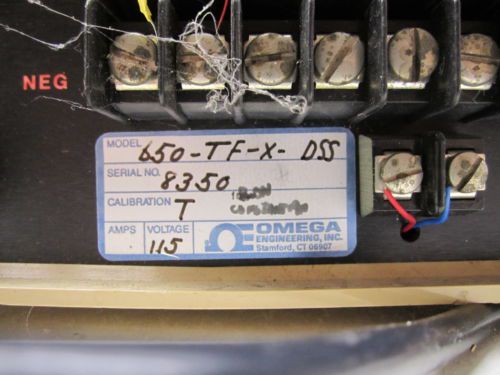 NEG
MODEL 650-TF-X- DSS
SERIAL NO. 8350
CALIBRATION T
AMPS VOLTAGE 115
OMEGA
ENGINEERING, INC.
Stamford, CT 06907